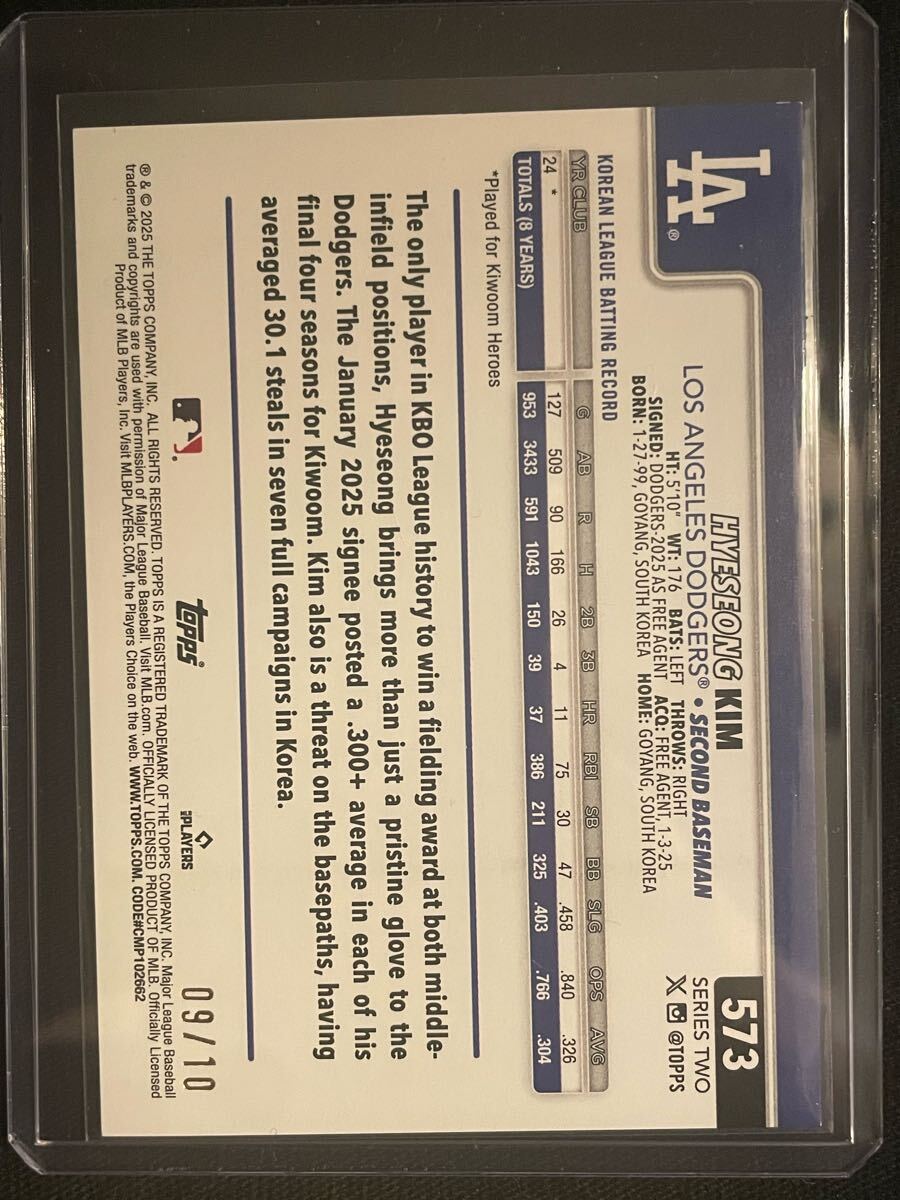 LA®
HYESEONG KIM
LOS ANGELES DODGERS® • SECOND BASEMAN
HT: 5'10" WT: 176 BATS: LEFT THROWS: RIGHT
SIGNED: DODGERS-2025 AS FREE AGENT ACQ: FREE AGENT, 1-3-25
BORN: 1-27-99, GOYANG, SOUTH KOREA HOME: GOYANG, SOUTH KOREA
573
SERIES TWO
X @TOPPS
KOREAN LEAGUE BATTING RECORD
YR CLUB G AB R H 2B 3B HR RBI SB BB SLG OPS AVG
24 * 127 509 90 166 26 4 11 75 30 47 .458 .840 .326
TOTALS (8 YEARS) 953 3433 591 1043 150 39 37 386 211 325 .403 .766 .304
*Played for Kiwoom Heroes
The only player in KBO League history to win a fielding award at both middle-
infield positions, Hyeseong brings more than just a pristine glove to the
Dodgers. The January 2025 signee posted a .300+ average in each of his
final four seasons for Kiwoom. Kim also is a threat on the basepaths, having
averaged 30.1 steals in seven full campaigns in Korea.
topps®
PLAYERS
09/10
® & © 2025 THE TOPPS COMPANY, INC. ALL RIGHTS RESERVED. TOPPS IS A REGISTERED TRADEMARK OF THE TOPPS COMPANY, INC. Major League Baseball
trademarks and copyrights are used with permission of Major League Baseball. Visit MLB.com. OFFICIALLY LICENSED PRODUCT OF MLB. Officially Licensed
Product of MLB Players, Inc. Visit MLBPLAYERS.COM, the Players Choice on the web. WWW.TOPPS.COM. CODE#CMP102662